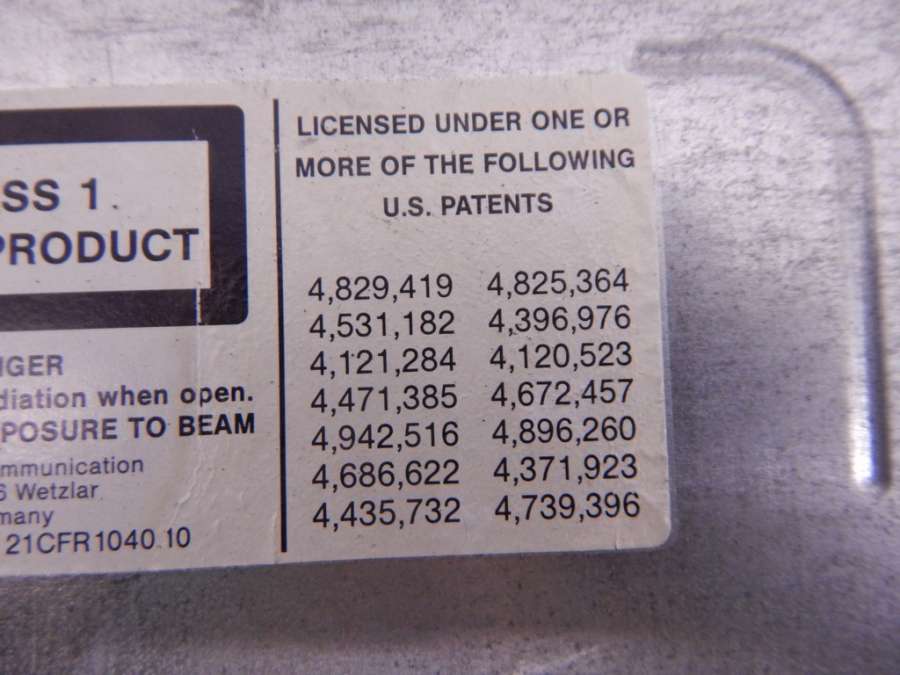 SS 1
PRODUCT
NGER
diation when open.
POSURE TO BEAM
mmunication
6 Wetzlar
many
21CFR1040.10
LICENSED UNDER ONE OR
MORE OF THE FOLLOWING
U.S. PATENTS
4,829,419 4,825,364
4,531,182 4,396,976
4,121,284 4,120,523
4,471,385 4,672,457
4,942,516 4,896,260
4,686,622 4,371,923
4,435,732 4,739,396